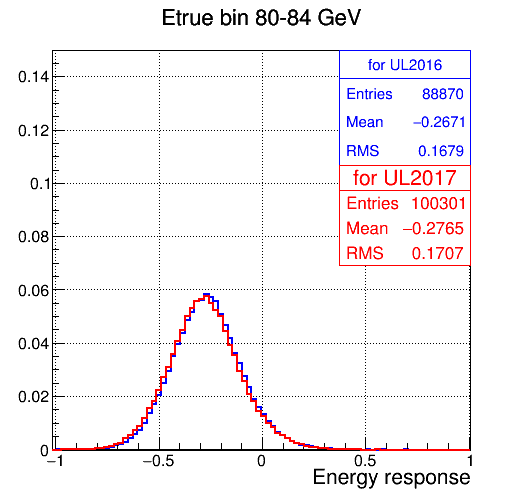 Etrue bin 80-84 GeV
for UL2016
Entries 88870
Mean −0.2671
RMS 0.1679
for UL2017
Entries 100301
Mean −0.2765
RMS 0.1707
0.14
0.12
0.1
0.08
0.06
0.04
0.02
0
−1 −0.5 0 0.5 1
Energy response